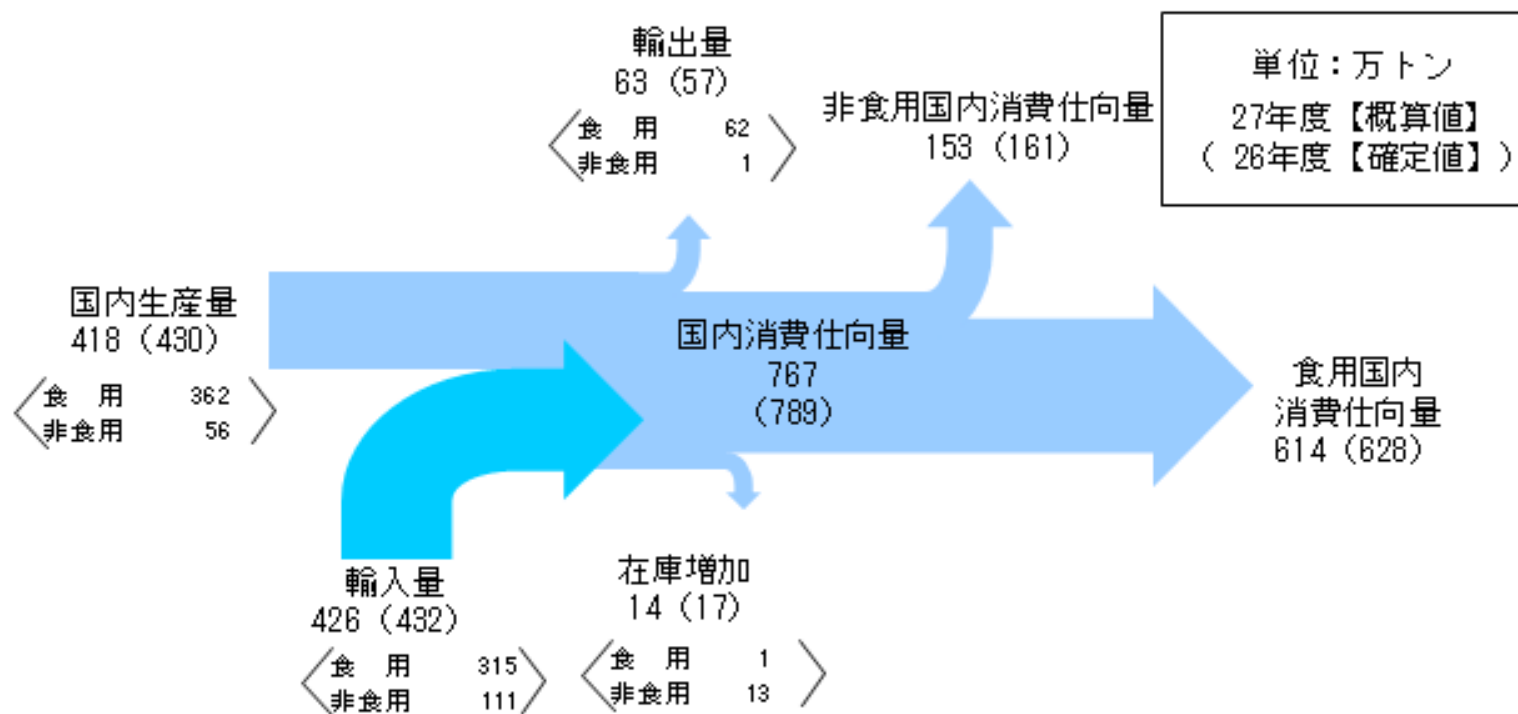 輸出量
63 (57)
食　用　62
非食用　1
非食用国内消費仕向量
153 (161)
単位：万トン
27年度【概算値】
( 26年度【確定値】 )
国内生産量
418 (430)
食　用　362
非食用　56
国内消費仕向量
767
(789)
食用国内
消費仕向量
614 (628)
輸入量
426 (432)
食　用　315
非食用　111
在庫増加
14 (17)
食　用　1
非食用　13